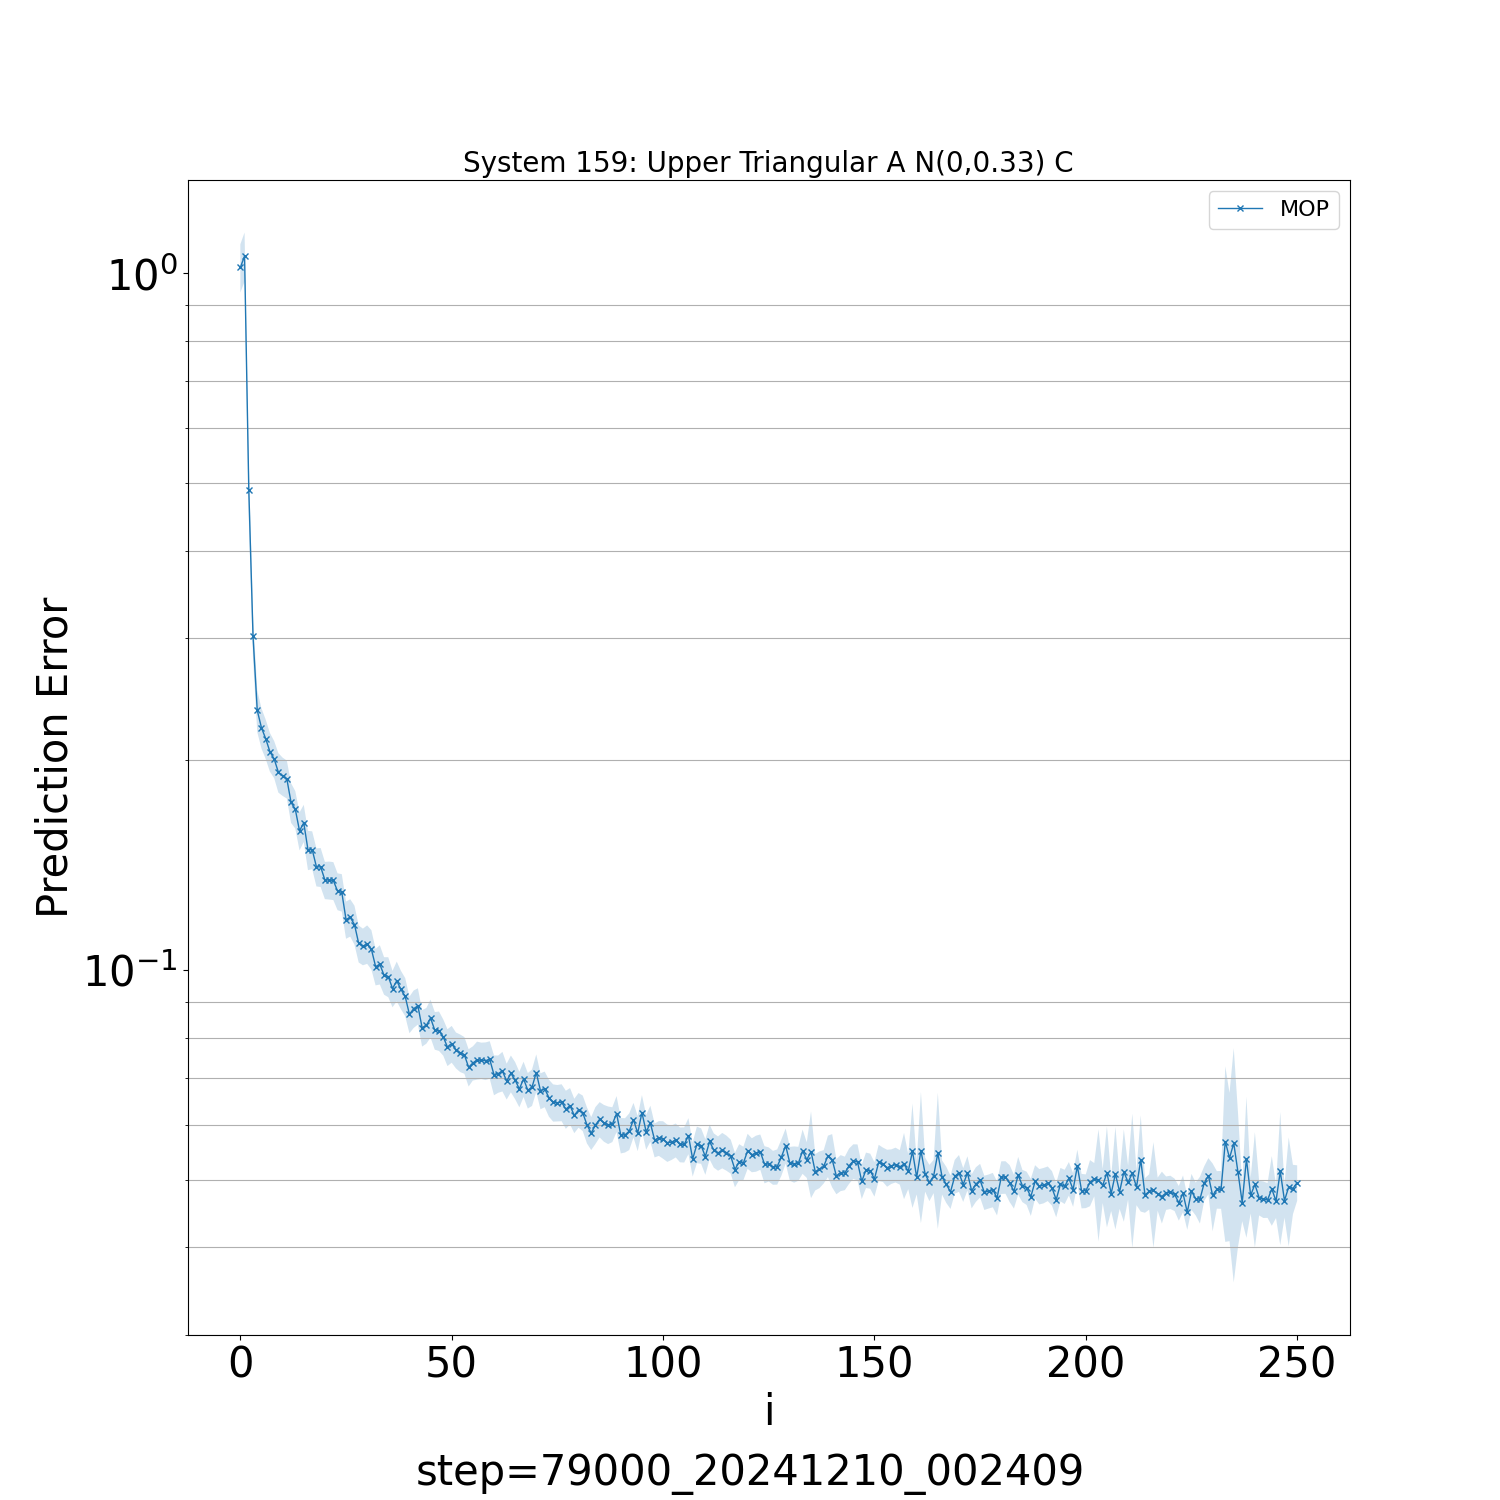 System 159: Upper Triangular A N(0,0.33) C
MOP
10⁰
10⁻¹
Prediction Error
0 50 100 150 200 250
i
step=79000_20241210_002409